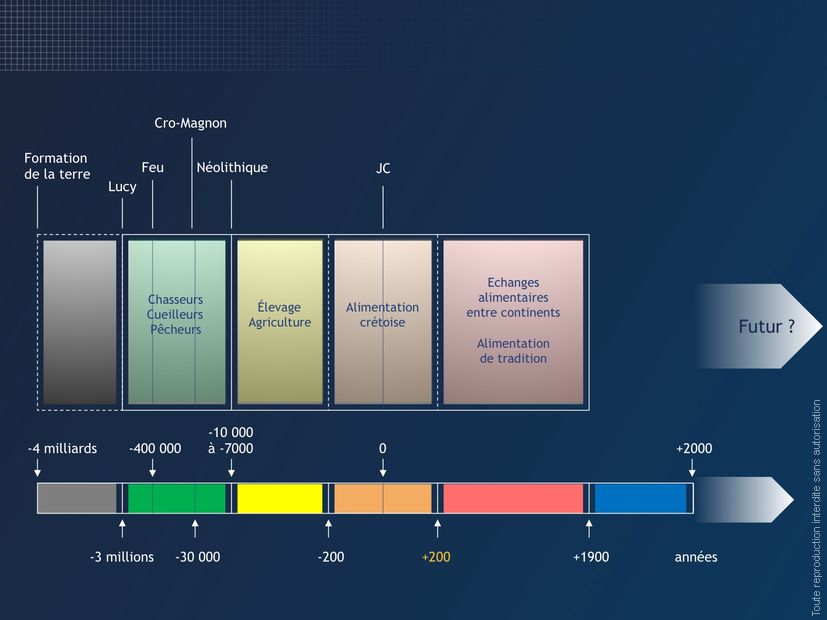 Cro-Magnon
Formation
de la terre
Lucy
Feu
Néolithique
JC
Chasseurs
Cueilleurs
Pêcheurs
Élevage
Agriculture
Alimentation
crétoise
Echanges
alimentaires
entre continents
Alimentation
de tradition
Futur ?
-4 milliards
-400 000
-10 000
à -7000
0
+2000
-3 millions
-30 000
-200
+200
+1900
années
Toute reproduction interdite sans autorisation